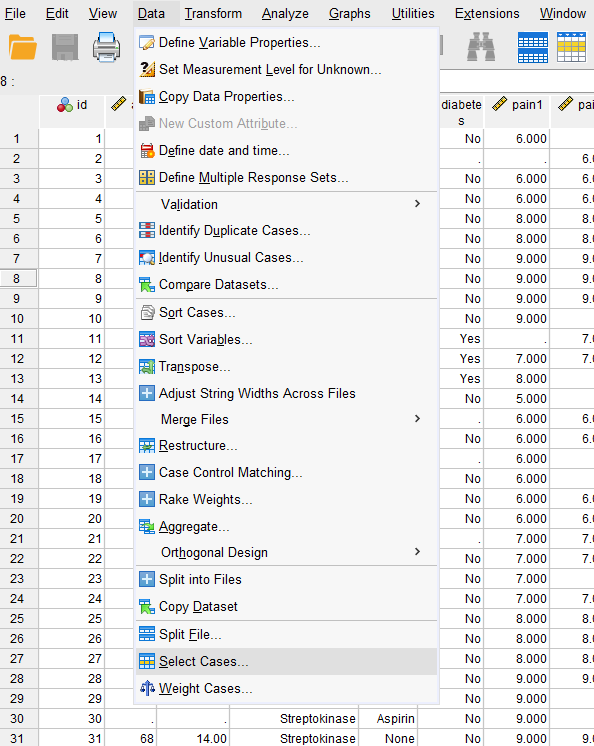 File Edit View Data Transform Analyze Graphs Utilities Extensions Window
8 :
id diabetes pain1 pai
Define Variable Properties...
Set Measurement Level for Unknown...
Copy Data Properties...
New Custom Attribute...
Define date and time...
Define Multiple Response Sets...
Validation
Identify Duplicate Cases...
Identify Unusual Cases...
Compare Datasets...
Sort Cases...
Sort Variables...
Transpose...
Adjust String Widths Across Files
Merge Files
Restructure...
Case Control Matching...
Rake Weights...
Aggregate...
Orthogonal Design
Split into Files
Copy Dataset
Split File...
Select Cases...
Weight Cases...
1 1 No 6.000
2 2 . . 6.0
3 3 No 6.000 6.0
4 4 No 6.000 6.0
5 5 No 8.000 8.0
6 6 No 8.000 8.0
7 7 No 9.000 9.0
8 8 No 9.000 9.0
9 9 No 9.000 9.0
10 10 No 9.000
11 11 Yes . 7.0
12 12 Yes 7.000 7.0
13 13 Yes 8.000
14 14 No 5.000
15 15 . 6.000 6.0
16 16 No 6.000 6.0
17 17 . 6.000
18 18 No 6.000
19 19 No 6.000 6.0
20 20 No 6.000 6.0
21 21 . 7.000 7.0
22 22 No 7.000 7.0
23 23 No 7.000
24 24 No 7.000 7.0
25 25 No 8.000 8.0
26 26 No 8.000 8.0
27 27 No 8.000 8.0
28 28 No 9.000 9.0
29 29 No 9.000
30 30 . . Streptokinase Aspirin No 9.000
31 31 68 14.00 Streptokinase None No 9.000 9.0